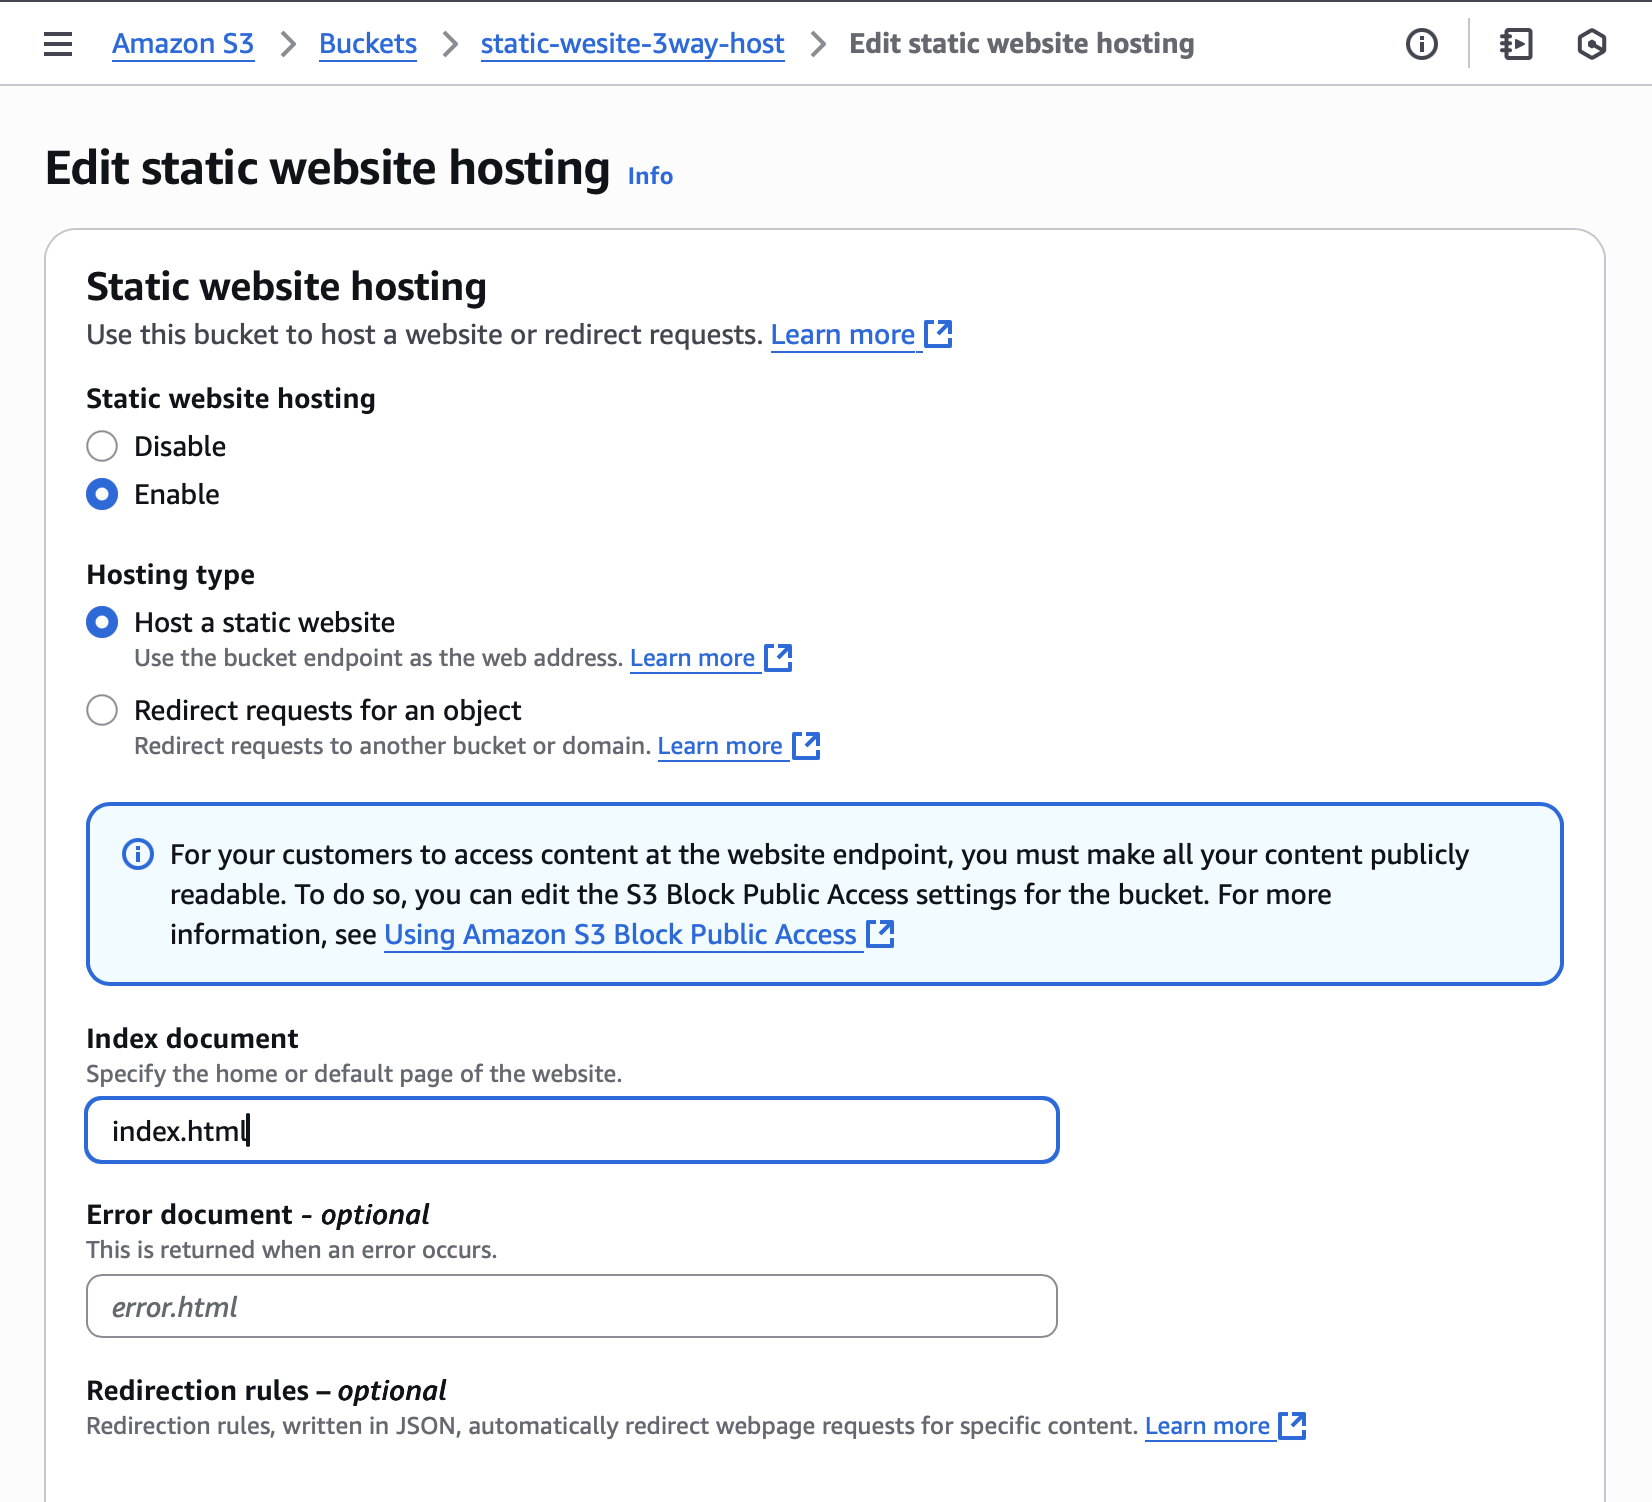 Amazon S3 > Buckets > static-wesite-3way-host > Edit static website hosting
Edit static website hosting Info
Static website hosting
Use this bucket to host a website or redirect requests. Learn more
Static website hosting
Disable
Enable
Hosting type
Host a static website
Use the bucket endpoint as the web address. Learn more
Redirect requests for an object
Redirect requests to another bucket or domain. Learn more
For your customers to access content at the website endpoint, you must make all your content publicly
readable. To do so, you can edit the S3 Block Public Access settings for the bucket. For more
information, see Using Amazon S3 Block Public Access
Index document
Specify the home or default page of the website.
index.html
Error document - optional
This is returned when an error occurs.
error.html
Redirection rules – optional
Redirection rules, written in JSON, automatically redirect webpage requests for specific content. Learn more